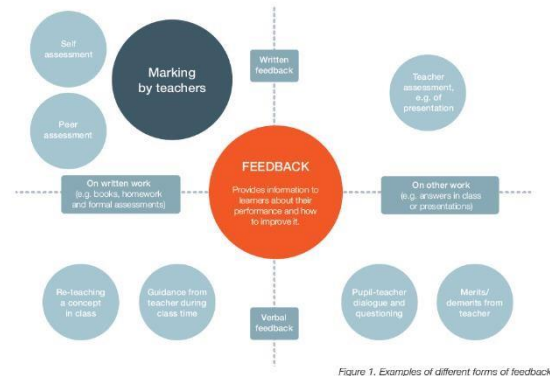 Self
assessment
Marking
by teachers
Written
feedback
Teacher
assessment,
e.g. of
presentation
Peer
assessment
FEEDBACK
Provides information to
learners about their
performance and how
to improve it.
On written work
(e.g. books, homework
and formal assessments)
On other work
(e.g. answers in class
or presentations)
Re-teaching
a concept
in class
Guidance from
teacher during
class time
Verbal
feedback
Pupil-teacher
dialogue and
questioning
Merits/
demerits from
teacher
Figure 1. Examples of different forms of feedback